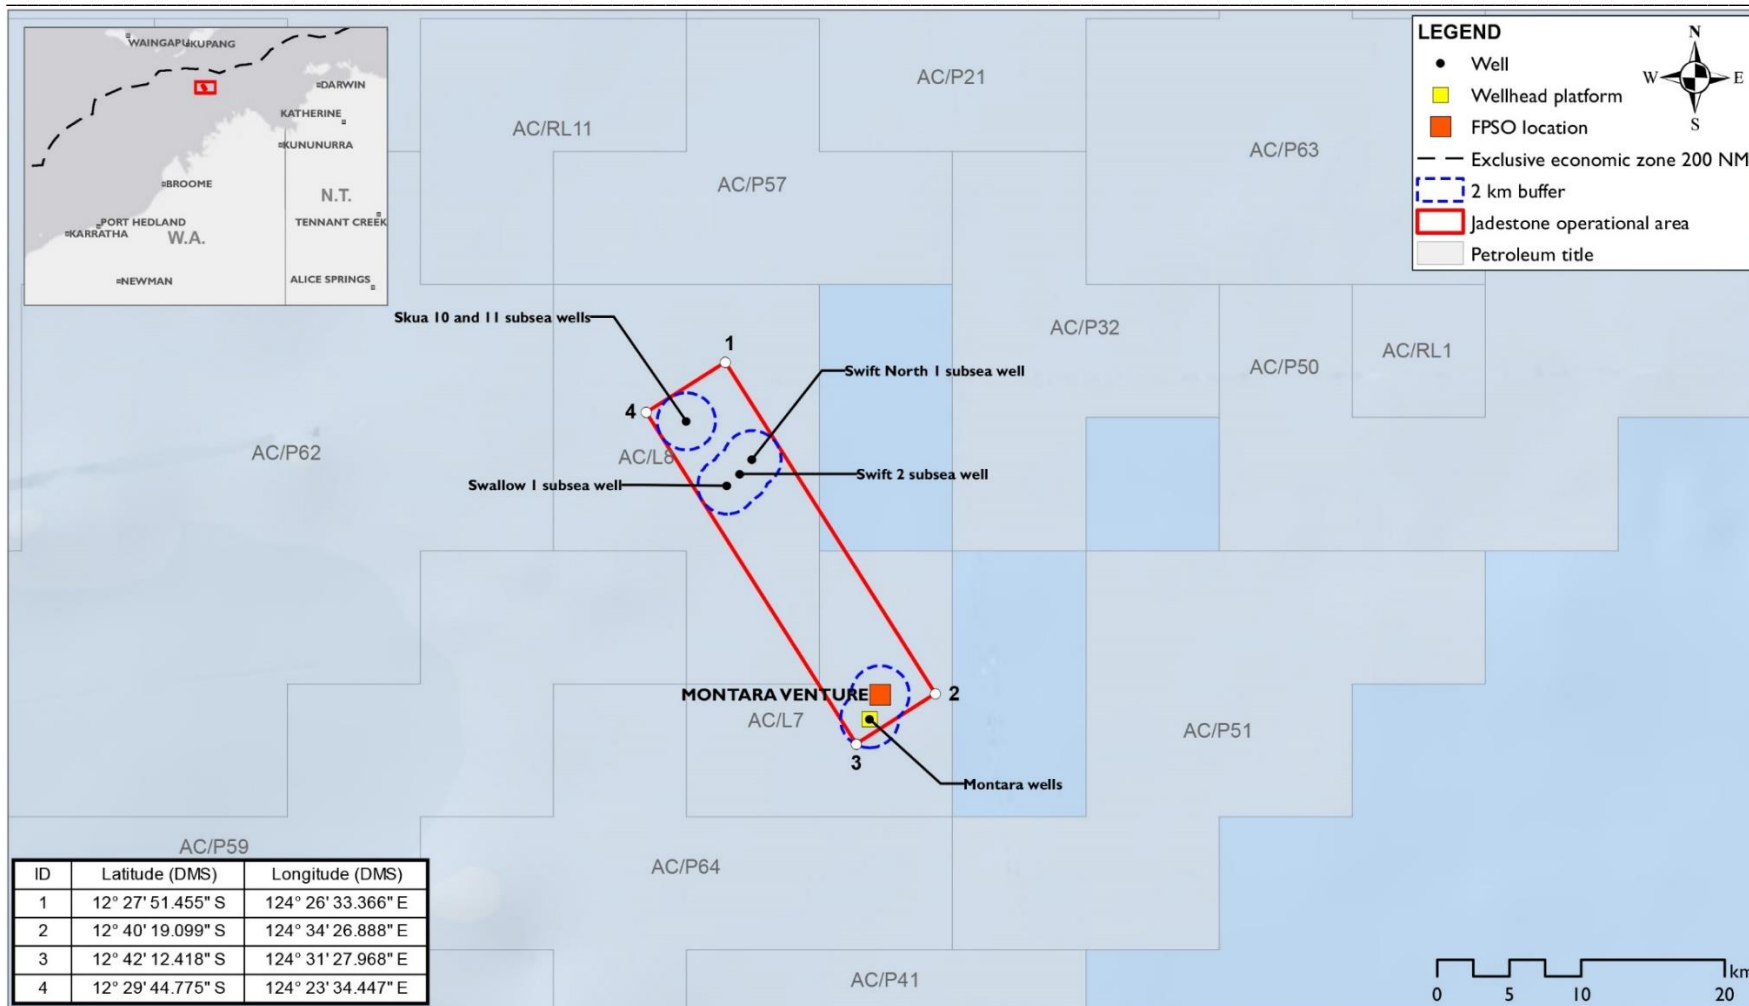 WAINGAPU
KUPANG
DARWIN
KATHERINE
KUNUNURRA
BROOME
N.T.
PORT HEDLAND
TENNANT CREEK
KARRATHA
W.A.
NEWMAN
ALICE SPRINGS
LEGEND
Well
Wellhead platform
FPSO location
Exclusive economic zone 200 NM
2 km buffer
Jadestone operational area
Petroleum title
N
W
E
S
AC/P21
AC/RL11
AC/P63
AC/P57
Skua 10 and 11 subsea wells
1
AC/P32
AC/RL1
AC/P50
Swift North 1 subsea well
4
AC/P62
AC/L8
Swift 2 subsea well
Swallow 1 subsea well
MONTARA VENTURE
2
AC/L7
AC/P51
3
Montara wells
AC/P59
AC/P64
AC/P41
ID Latitude (DMS) Longitude (DMS)
1 12° 27' 51.455" S 124° 26' 33.366" E
2 12° 40' 19.099" S 124° 34' 26.888" E
3 12° 42' 12.418" S 124° 31' 27.968" E
4 12° 29' 44.775" S 124° 23' 34.447" E
km
0 5 10 20